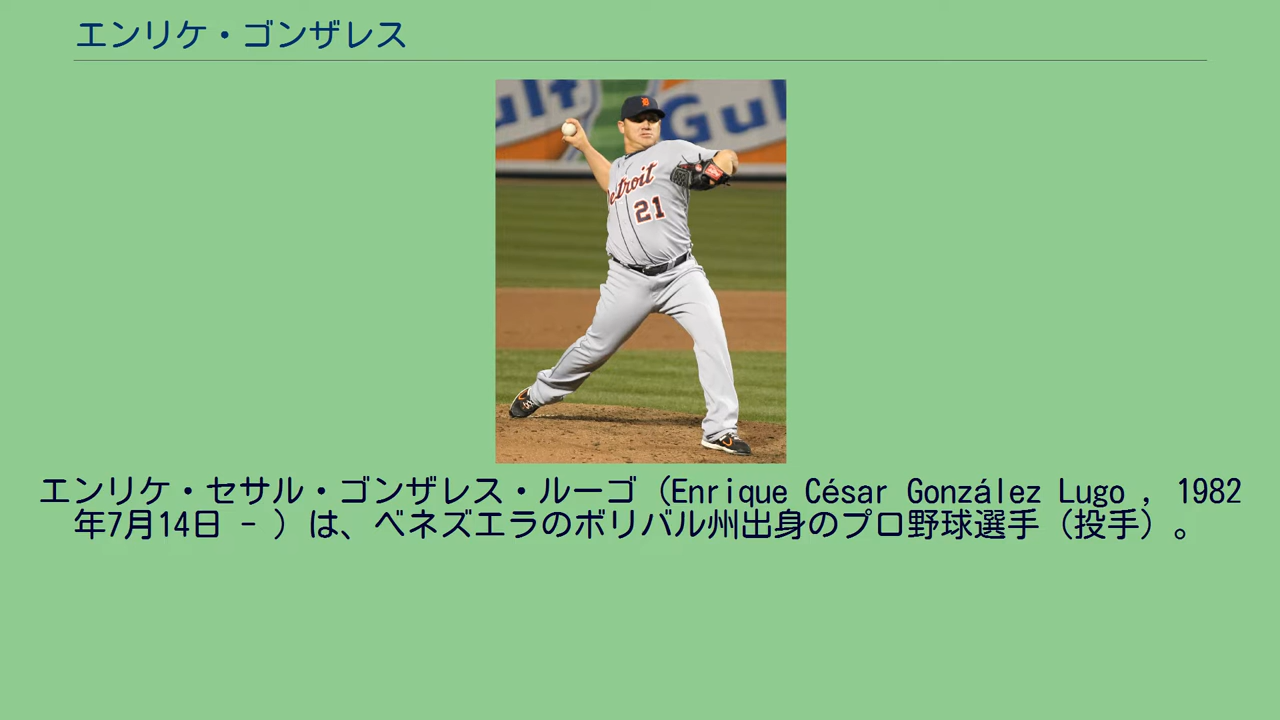 エンリケ・ゴンザレス
Gulf
Detroit
21
エンリケ・セサル・ゴンザレス・ルーゴ（Enrique César González Lugo , 1982
年7月14日 - ）は、ベネズエラのボリバル州出身のプロ野球選手（投手）。